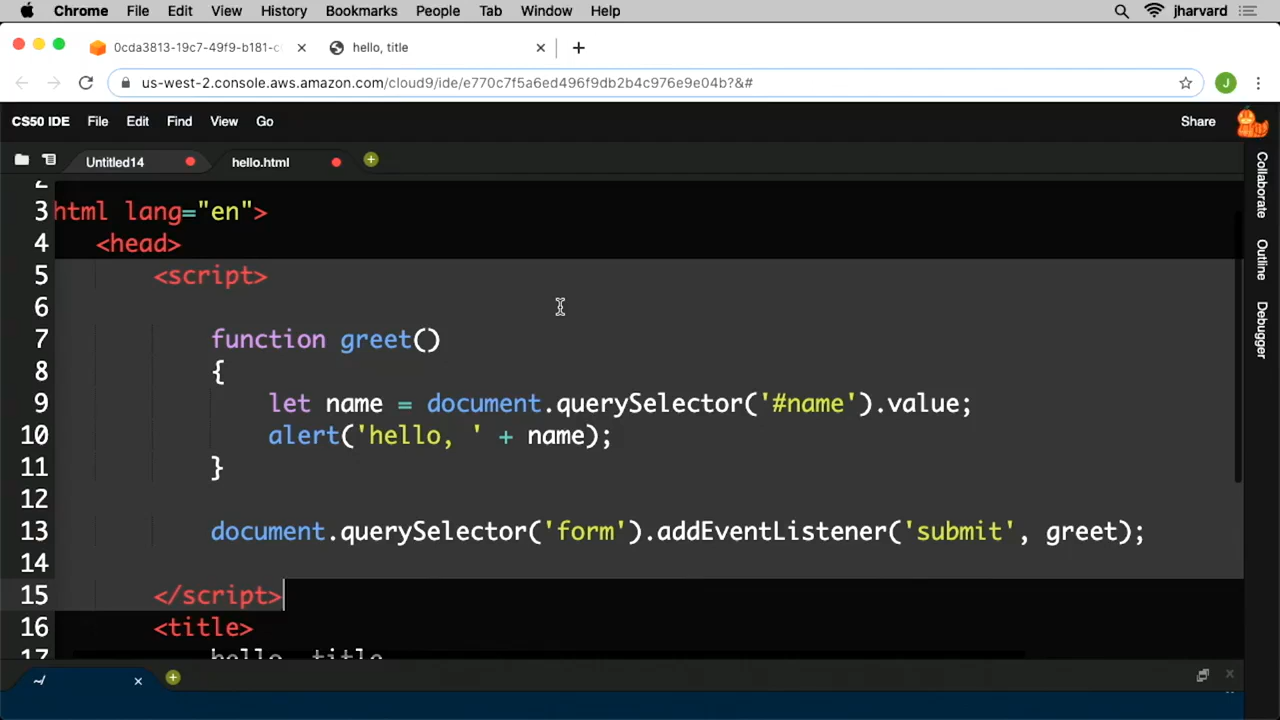 Chrome File Edit View History Bookmarks People Tab Window Help jharvard
0cda3813-19c7-49f9-b181-c
hello, title
us-west-2.console.aws.amazon.com/cloud9/ide/e770c7f5a6ed496f9db2b4c976e9e04b?&#
J
CS50 IDE File Edit Find View Go Share
Untitled14
hello.html
Collaborate
Outline
Debugger
2
3 html lang="en">
4 <head>
5 <script>
6
7 function greet()
8 {
9 let name = document.querySelector('#name').value;
10 alert('hello, ' + name);
11 }
12
13 document.querySelector('form').addEventListener('submit', greet);
14
15 </script>
16 <title>
17 hello, title
~/